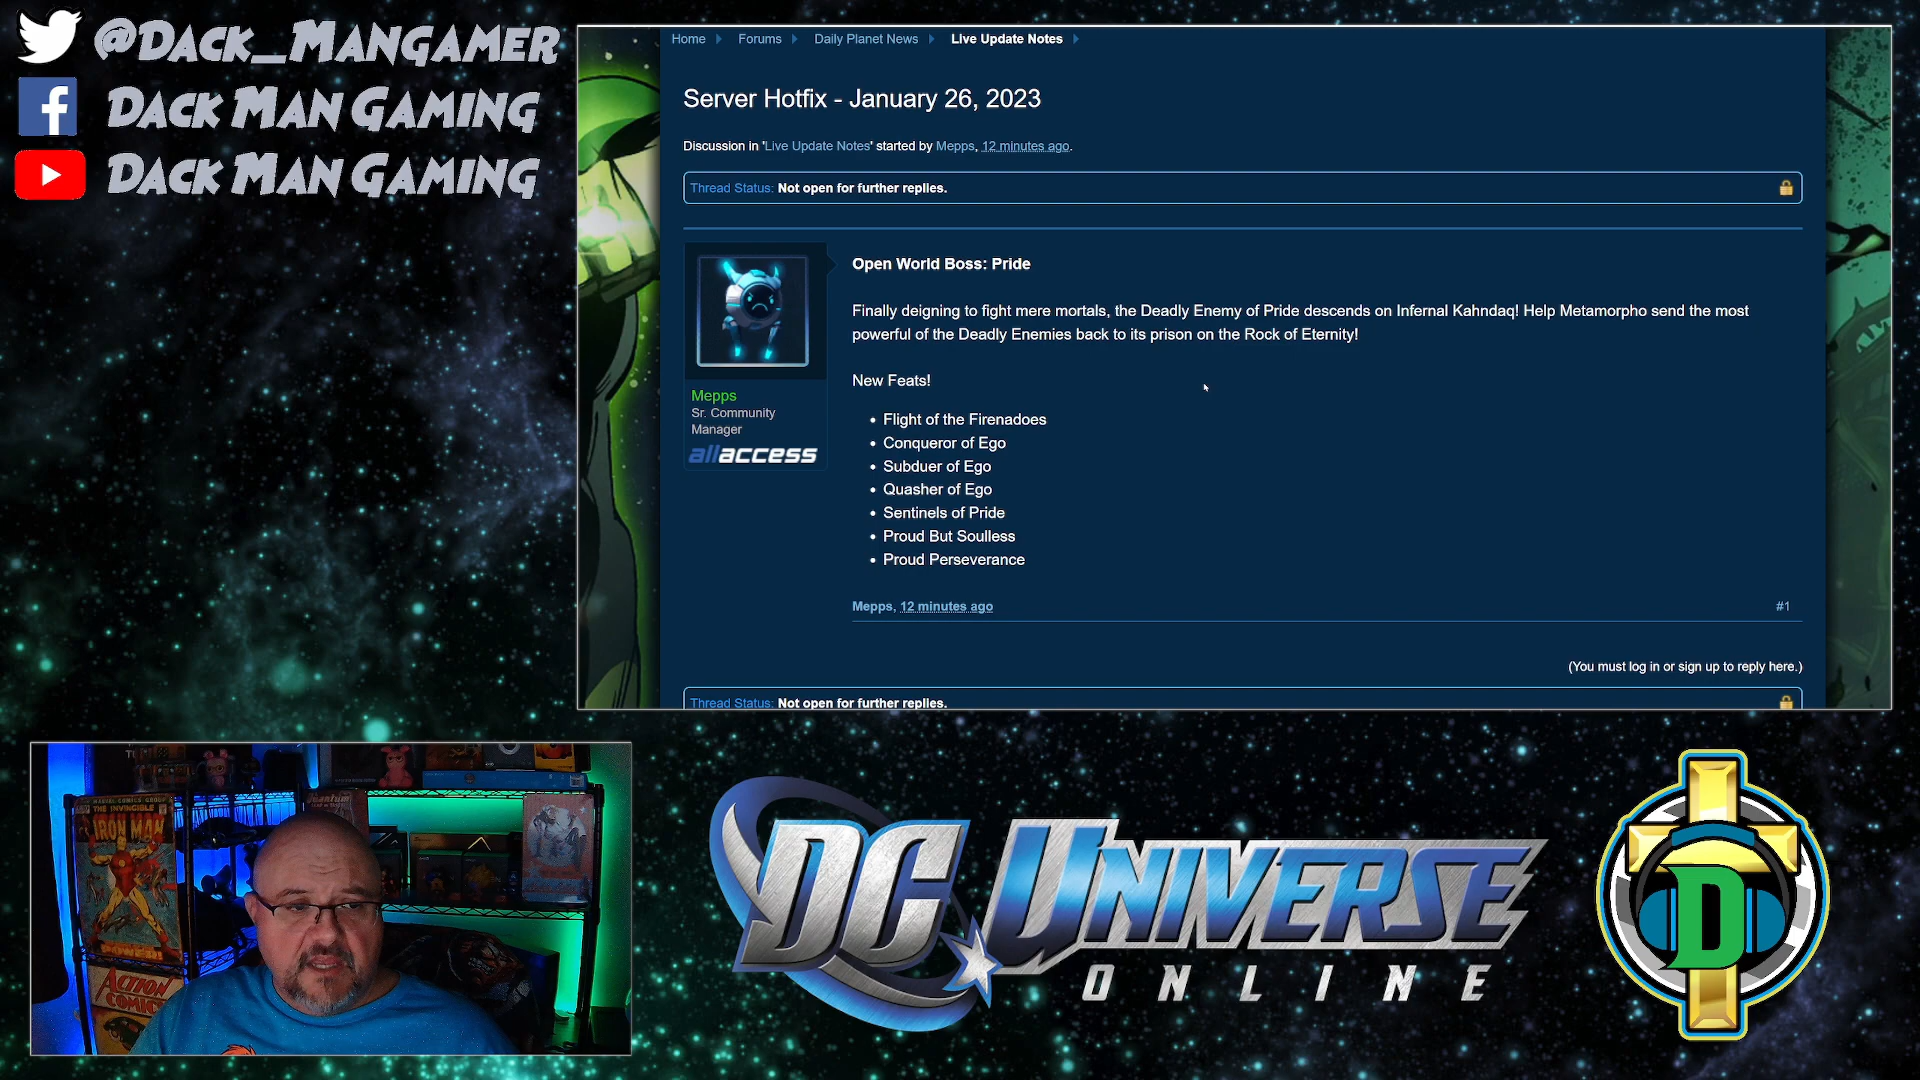 @Dack_Mangamer
Dack Man Gaming
Dack Man Gaming
Home Forums Daily Planet News Live Update Notes
Server Hotfix - January 26, 2023
Discussion in 'Live Update Notes' started by Mepps, 12 minutes ago.
Thread Status: Not open for further replies.
Mepps
Sr. Community
Manager
allaccess
Open World Boss: Pride
Finally deigning to fight mere mortals, the Deadly Enemy of Pride descends on Infernal Kahndaq! Help Metamorpho send the most
powerful of the Deadly Enemies back to its prison on the Rock of Eternity!
New Feats!
• Flight of the Firenadoes
• Conqueror of Ego
• Subduer of Ego
• Quasher of Ego
• Sentinels of Pride
• Proud But Soulless
• Proud Perseverance
Mepps, 12 minutes ago #1
(You must log in or sign up to reply here.)
Thread Status: Not open for further replies.
MARVEL COMICS GROUP
THE INVINCIBLE
IRON MAN
ACTION
COMICS
DC UNIVERSE
ONLINE
D